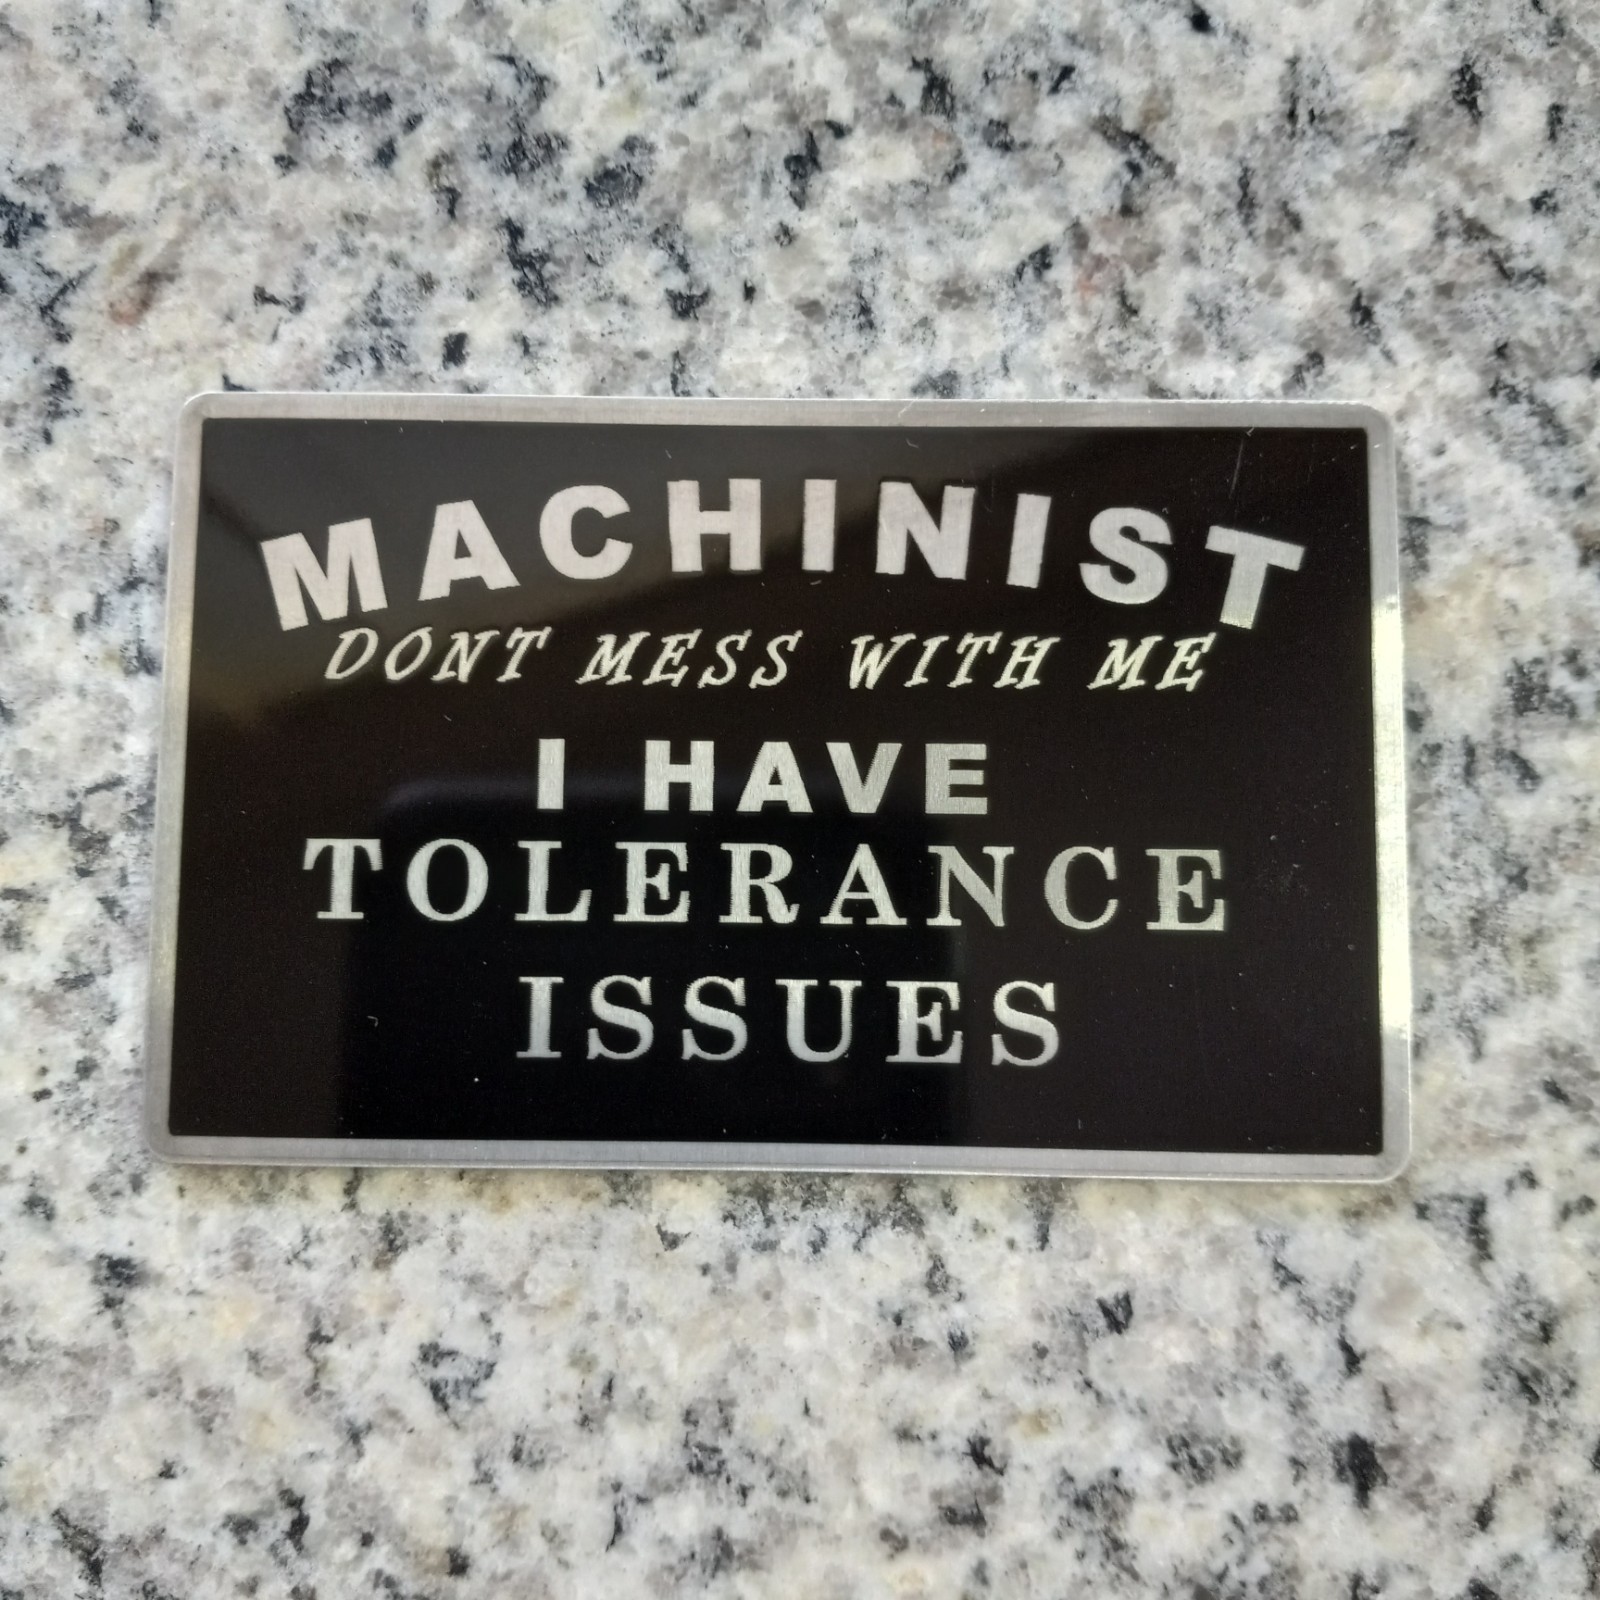 MACHINIST
DONT MESS WITH ME
I HAVE
TOLERANCE
ISSUES